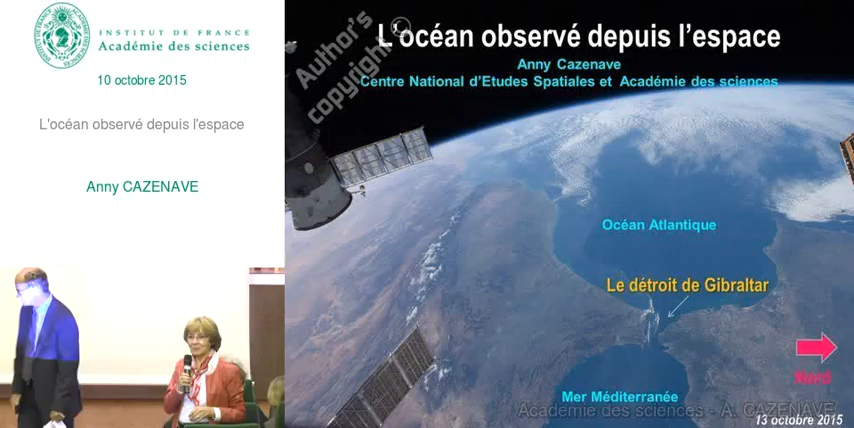 INSTITUT DE FRANCE
Académie des sciences
10 octobre 2015
L'océan observé depuis l'espace
Anny CAZENAVE
Author's
copyright
©
L'océan observé depuis l'espace
Anny Cazenave
Centre National d'Etudes Spatiales et Académie des sciences
Océan Atlantique
Le détroit de Gibraltar
Nord
Mer Méditerranée
Académie des sciences - A. CAZENAVE
13 octobre 2015